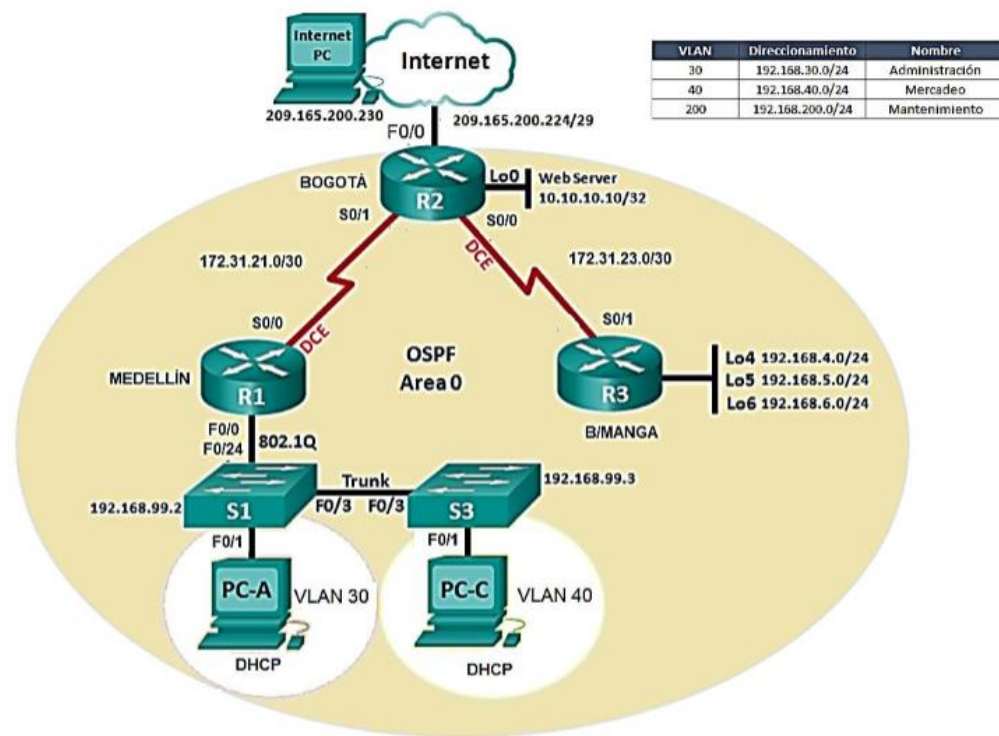 Internet
PC
Internet
209.165.200.230
209.165.200.224/29
F0/0
VLAN Direccionamiento Nombre
30 192.168.30.0/24 Administración
40 192.168.40.0/24 Mercadeo
200 192.168.200.0/24 Mantenimiento
BOGOTÁ
R2
Lo0
Web Server
10.10.10.10/32
S0/1
S0/0
DCE
172.31.21.0/30
172.31.23.0/30
S0/0
DCE
S0/1
OSPF
Area 0
MEDELLÍN
R1
R3
B/MANGA
Lo4 192.168.4.0/24
Lo5 192.168.5.0/24
Lo6 192.168.6.0/24
F0/0
F0/24
802.1Q
Trunk
192.168.99.2
S1
F0/3
F0/3
S3
192.168.99.3
F0/1
F0/1
PC-A
VLAN 30
PC-C
VLAN 40
DHCP
DHCP